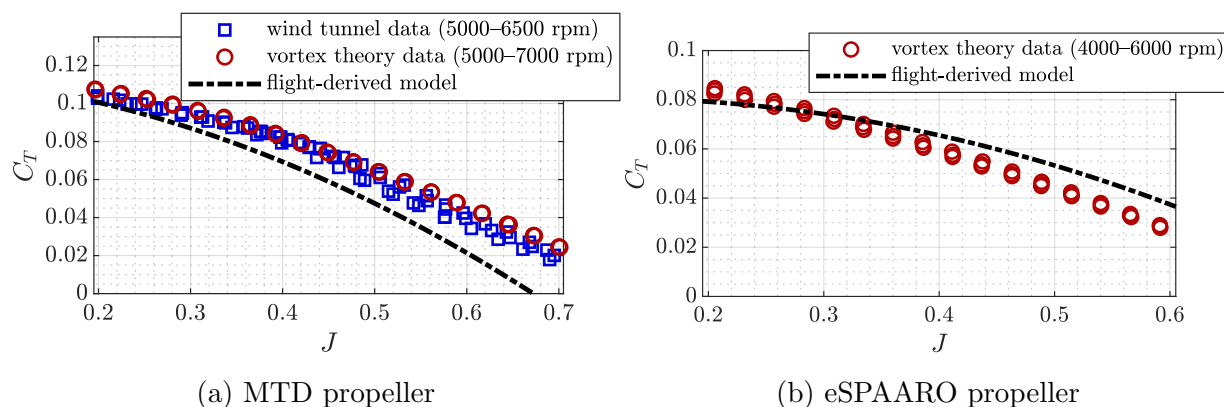 wind tunnel data (5000–6500 rpm)
vortex theory data (5000–7000 rpm)
flight-derived model
0.12
0.1
0.08
0.06
0.04
0.02
0
C_T
0.2 0.3 0.4 0.5 0.6 0.7
J
(a) MTD propeller
vortex theory data (4000–6000 rpm)
flight-derived model
0.1
0.08
0.06
0.04
0.02
0
C_T
0.2 0.3 0.4 0.5 0.6
J
(b) eSPAARO propeller